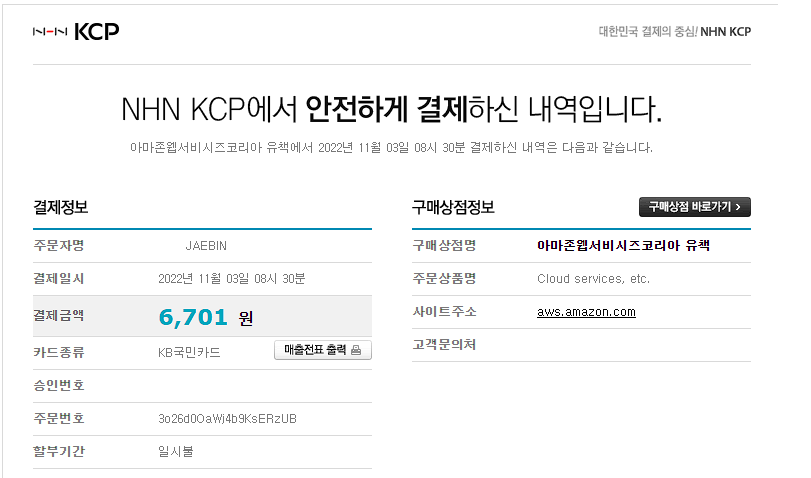 NHN KCP
대한민국 결제의 중심! NHN KCP
NHN KCP에서 안전하게 결제하신 내역입니다.
아마존웹서비시즈코리아 유책에서 2022년 11월 03일 08시 30분 결제하신 내역은 다음과 같습니다.
결제정보
주문자명 JAEBIN
결제일시 2022년 11월 03일 08시 30분
결제금액 6,701 원
카드종류 KB국민카드 매출전표 출력
승인번호
주문번호 3o26d0OaWj4b9KsERzUB
할부기간 일시불
구매상점정보 구매상점 바로가기 >
구매상점명 아마존웹서비시즈코리아 유책
주문상품명 Cloud services, etc.
사이트주소 aws.amazon.com
고객문의처